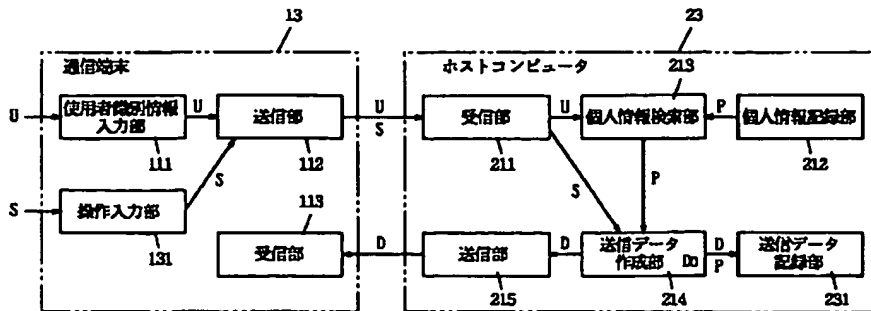 13
23
通信端末
ホストコンピュータ
213
U
使用者識別情報
入力部
U
送信部
U
S
受信部
U
個人情報検索部
P
個人情報記録部
111
112
211
212
S
操作入力部
S
113
S
P
131
受信部
D
送信部
D
送信データ
作成部
Do
D
P
送信データ
記録部
215
214
231